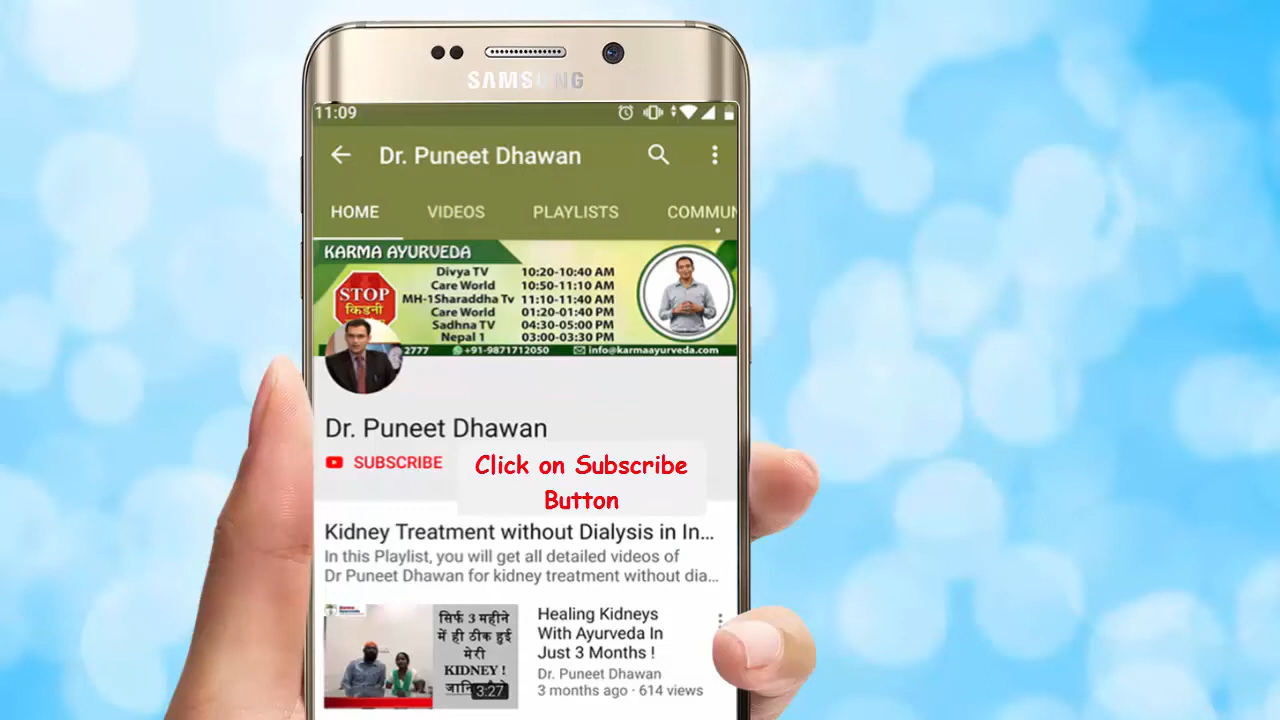 SAMSUNG
11:09
Dr. Puneet Dhawan
HOME VIDEOS PLAYLISTS COMMUN
KARMA AYURVEDA
STOP
किडनी
Divya TV 10:20-10:40 AM
Care World 10:50-11:10 AM
MH-1Sharaddha Tv 11:10-11:40 AM
Care World 01:20-01:40 PM
Sadhna TV 04:30-05:00 PM
Nepal 1 03:00-03:30 PM
2777 +91-9871712050 info@karmaayurveda.com
Dr. Puneet Dhawan
SUBSCRIBE
Click on Subscribe
Button
Kidney Treatment without Dialysis in In...
In this Playlist, you will get all detailed videos of
Dr Puneet Dhawan for kidney treatment without dia...
सिर्फ 3 महीने
में ही ठीक हुई
मेरी
KIDNEY !
3:27
Healing Kidneys
With Ayurveda In
Just 3 Months !
Dr. Puneet Dhawan
3 months ago · 614 views